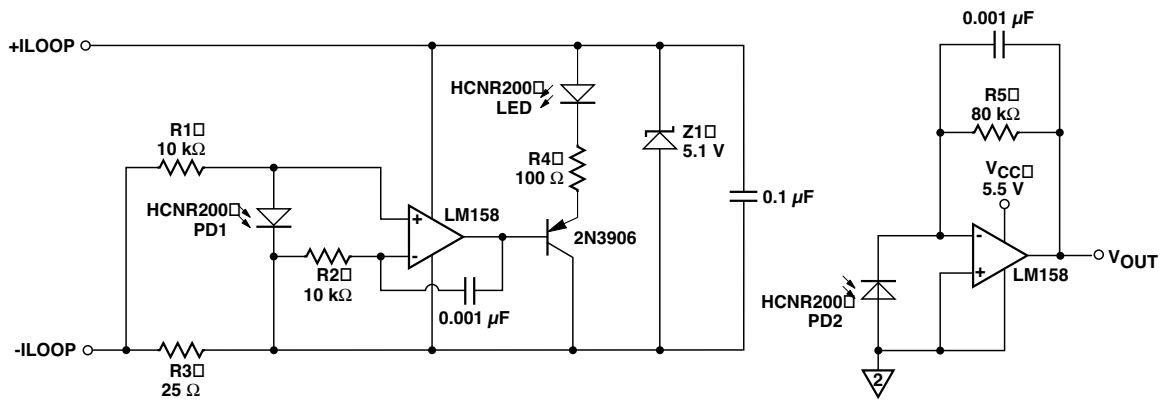 +ILOOP
-ILOOP
R1□
10 kΩ
HCNR200□
PD1
R2□
10 kΩ
R3□
25 Ω
+
-
LM158
0.001 µF
HCNR200□
LED
R4□
100 Ω
2N3906
Z1□
5.1 V
0.1 µF
0.001 µF
R5□
80 kΩ
VCC□
5.5 V
-
+
LM158
VOUT
HCNR200□
PD2
2